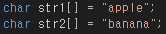 char str1[] = "apple";
char str2[] = "banana";